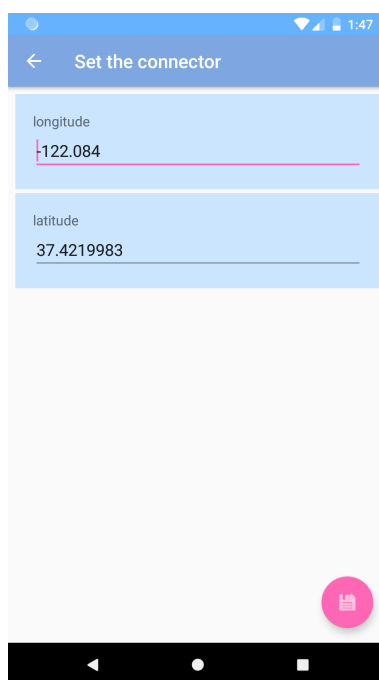 1:47
Set the connector
longitude
-122.084
latitude
37.4219983